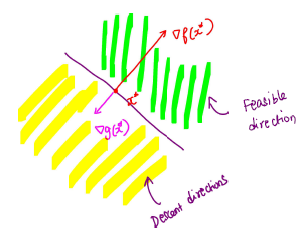 ∇f(x*)
x*
∇g(x*)
Feasible
direction
Descent directions.